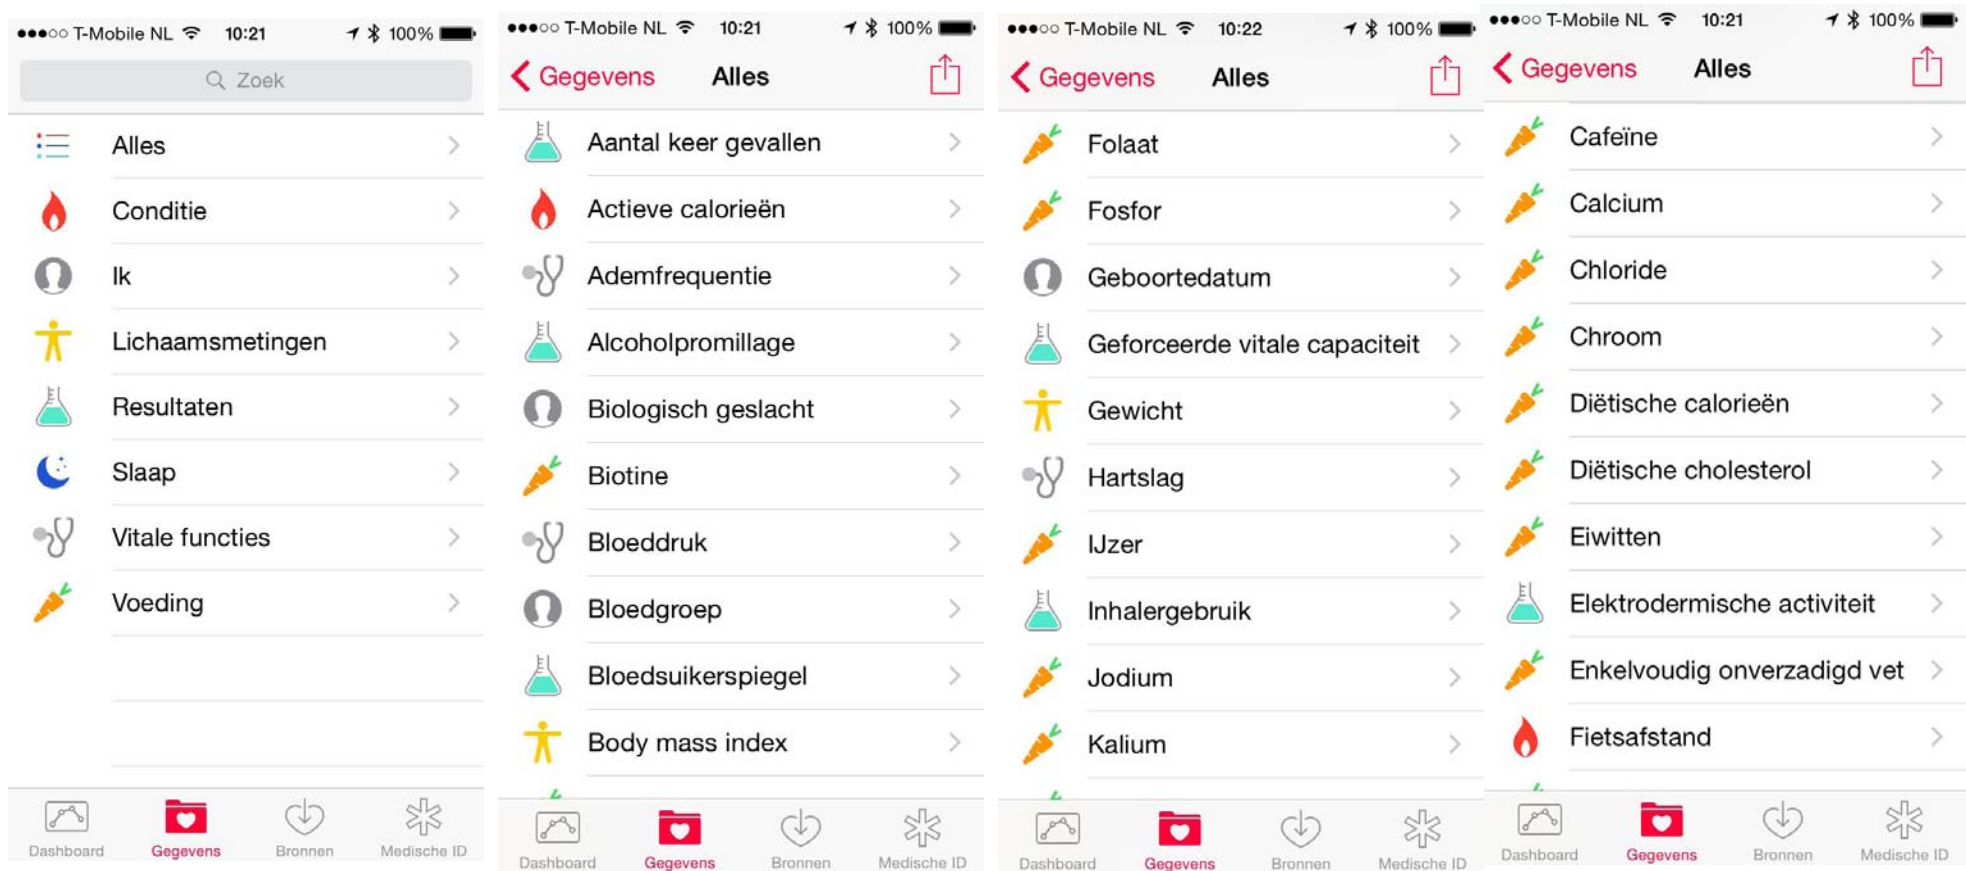 T-Mobile NL 10:21 100%
Zoek
Alles
Conditie
Ik
Lichaamsmetingen
Resultaten
Slaap
Vitale functies
Voeding
Dashboard Gegevens Bronnen Medische ID
T-Mobile NL 10:21 100%
Gegevens Alles
Aantal keer gevallen
Actieve calorieën
Ademfrequentie
Alcoholpromillage
Biologisch geslacht
Biotine
Bloeddruk
Bloedgroep
Bloedsuikerspiegel
Body mass index
Dashboard Gegevens Bronnen Medische ID
T-Mobile NL 10:22 100%
Gegevens Alles
Folaat
Fosfor
Geboortedatum
Geforceerde vitale capaciteit
Gewicht
Hartslag
IJzer
Inhalergebruik
Jodium
Kalium
Dashboard Gegevens Bronnen Medische ID
T-Mobile NL 10:21 100%
Gegevens Alles
Cafeïne
Calcium
Chloride
Chroom
Diëtische calorieën
Diëtische cholesterol
Eiwitten
Elektrodermische activiteit
Enkelvoudig onverzadigd vet
Fietsafstand
Dashboard Gegevens Bronnen Medische ID